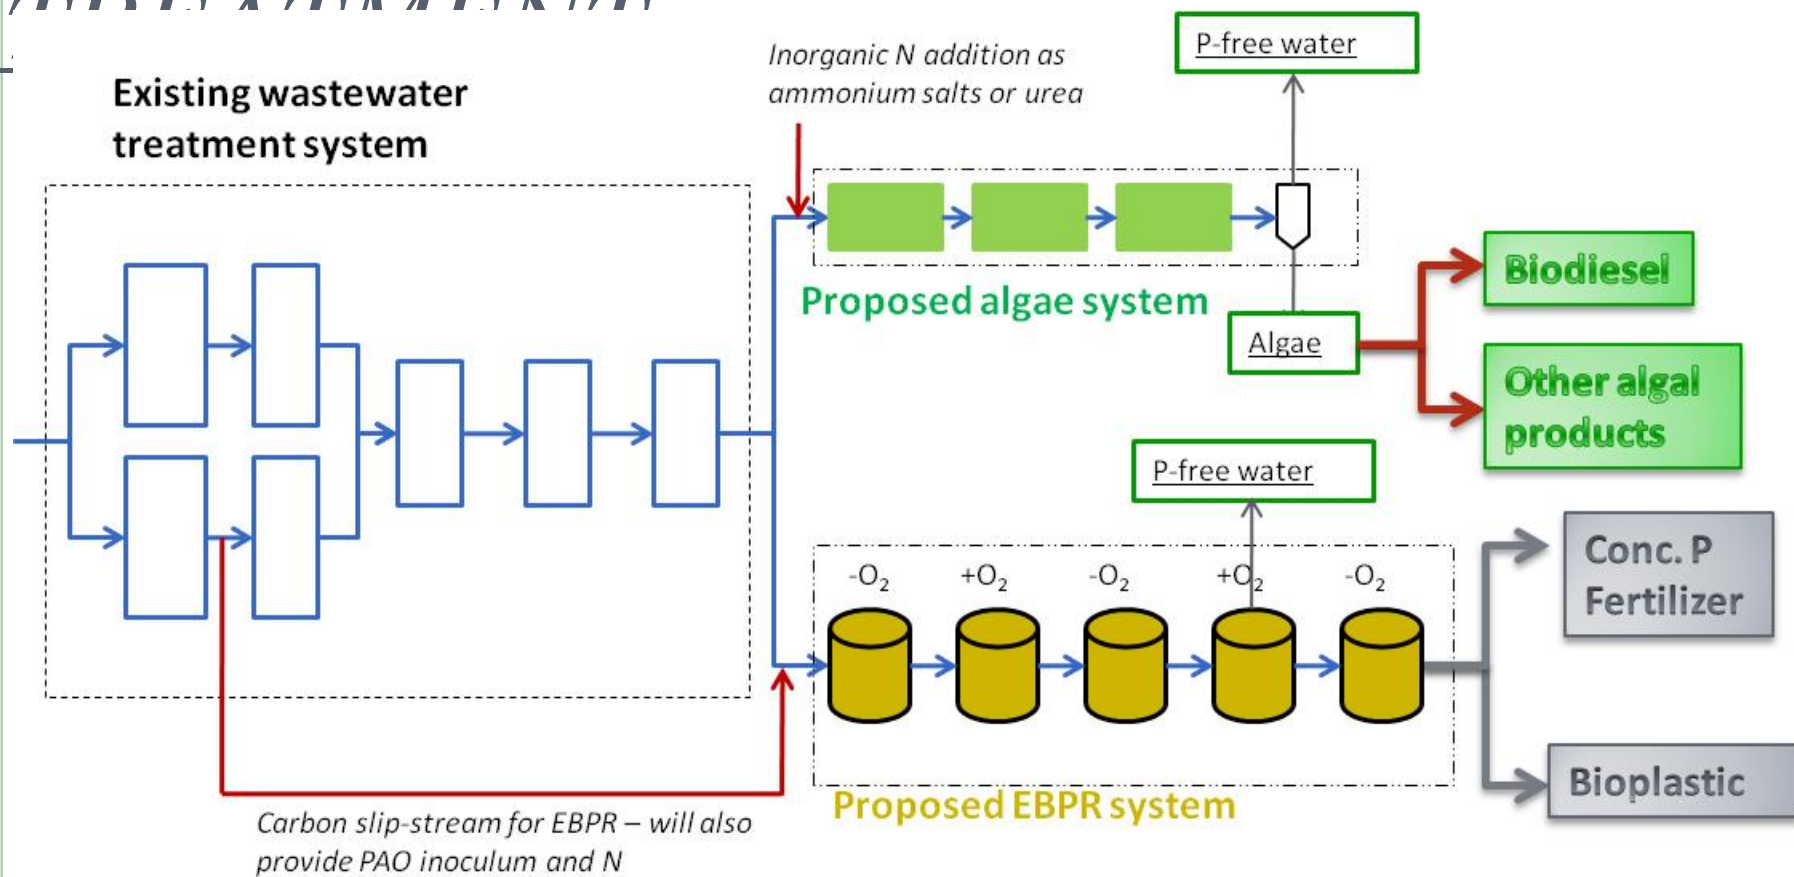 Existing wastewater
treatment system
Inorganic N addition as
ammonium salts or urea
P-free water
Proposed algae system
Algae
Biodiesel
Other algal
products
P-free water
-O₂
+O₂
-O₂
+O₂
-O₂
Conc. P
Fertilizer
Bioplastic
Proposed EBPR system
Carbon slip-stream for EBPR – will also
provide PAO inoculum and N